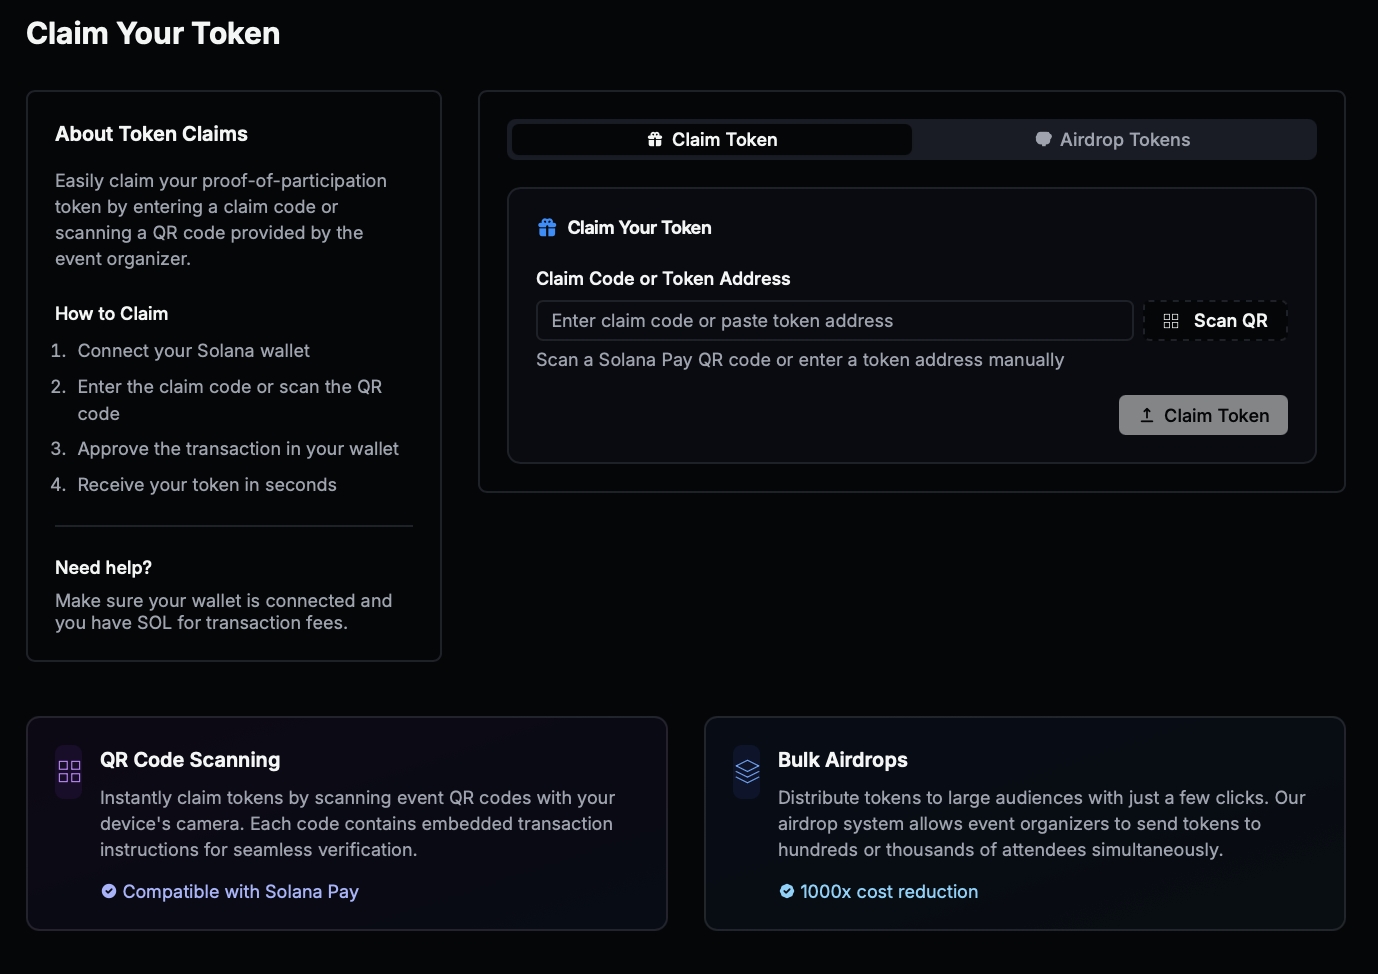 Claim Your Token
About Token Claims
Easily claim your proof-of-participation
token by entering a claim code or
scanning a QR code provided by the
event organizer.
How to Claim
1. Connect your Solana wallet
2. Enter the claim code or scan the QR
code
3. Approve the transaction in your wallet
4. Receive your token in seconds
Need help?
Make sure your wallet is connected and
you have SOL for transaction fees.
Claim Token
Airdrop Tokens
Claim Your Token
Claim Code or Token Address
Enter claim code or paste token address
Scan QR
Scan a Solana Pay QR code or enter a token address manually
Claim Token
QR Code Scanning
Instantly claim tokens by scanning event QR codes with your
device's camera. Each code contains embedded transaction
instructions for seamless verification.
Compatible with Solana Pay
Bulk Airdrops
Distribute tokens to large audiences with just a few clicks. Our
airdrop system allows event organizers to send tokens to
hundreds or thousands of attendees simultaneously.
1000x cost reduction